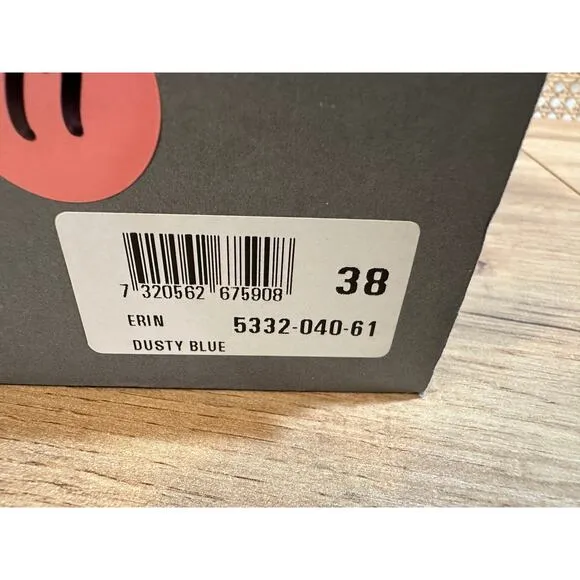 7 320562 675908
38
ERIN
5332-040-61
DUSTY BLUE